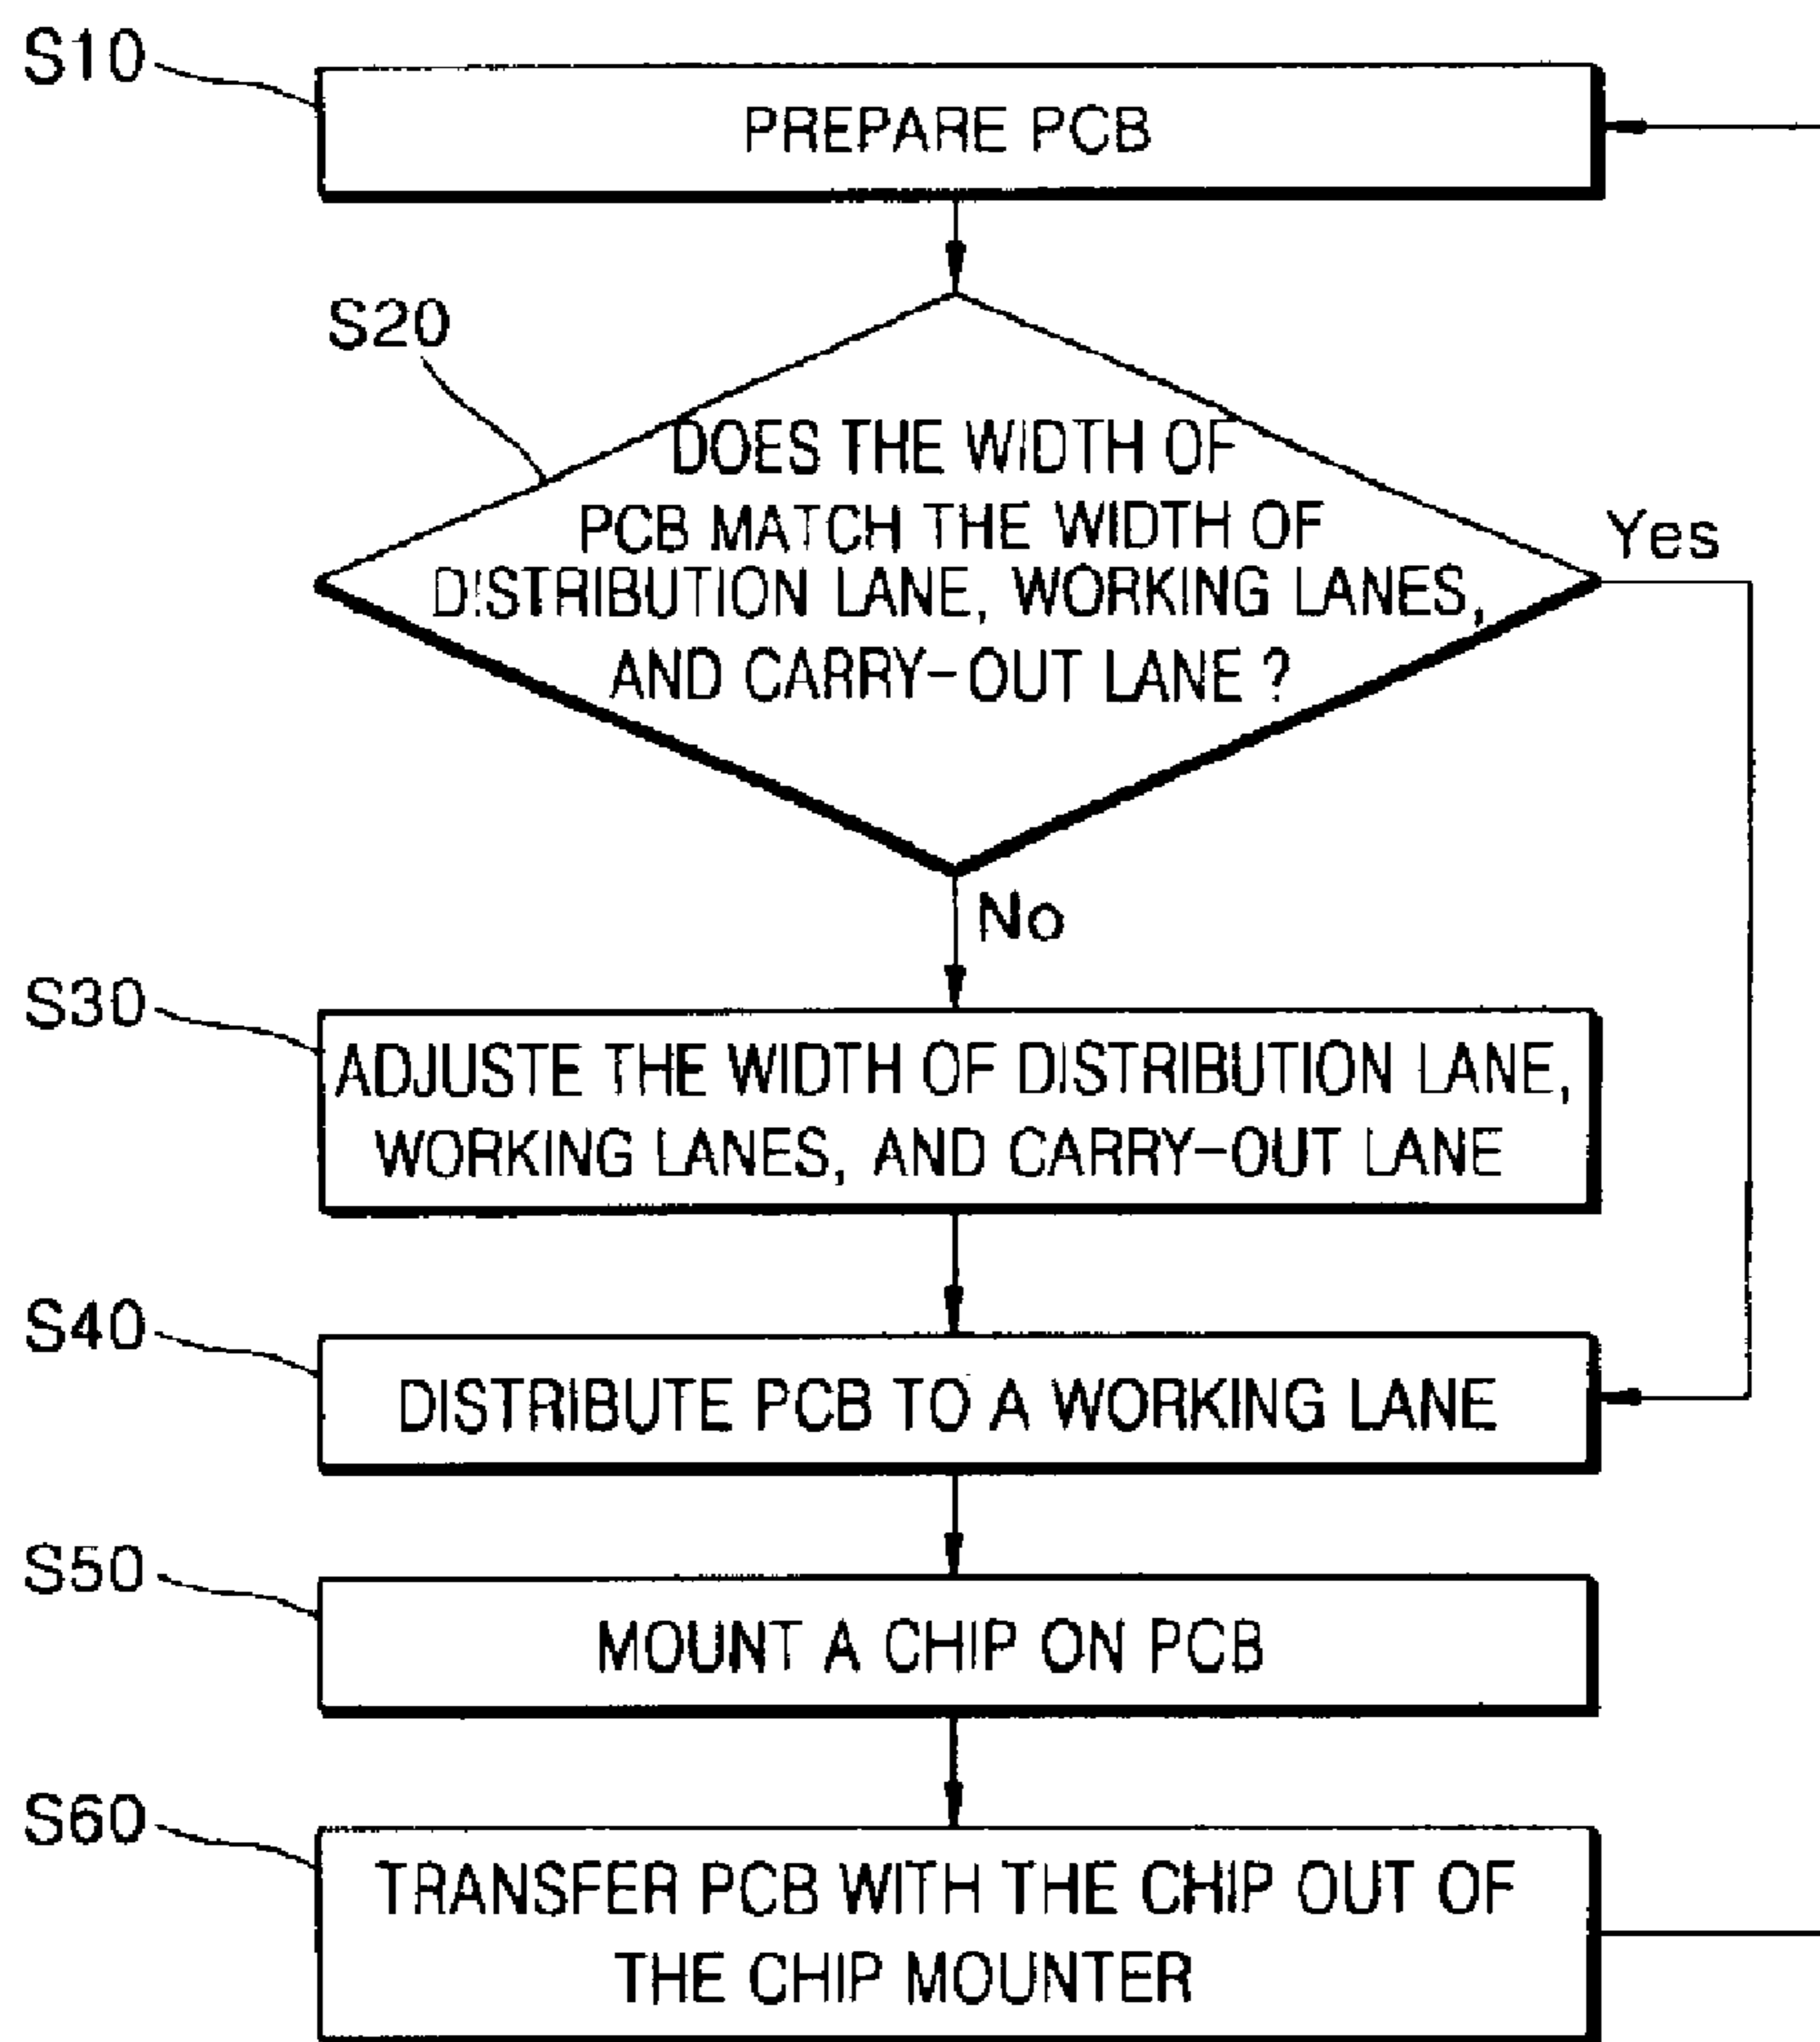 S10
PREPARE PCB
S20
DOES THE WIDTH OF
PCB MATCH THE WIDTH OF
DISTRIBUTION LANE, WORKING LANES,
AND CARRY-OUT LANE ?
Yes
No
S30
ADJUSTE THE WIDTH OF DISTRIBUTION LANE,
WORKING LANES, AND CARRY-OUT LANE
S40
DISTRIBUTE PCB TO A WORKING LANE
S50
MOUNT A CHIP ON PCB
S60
TRANSFER PCB WITH THE CHIP OUT OF
THE CHIP MOUNTER